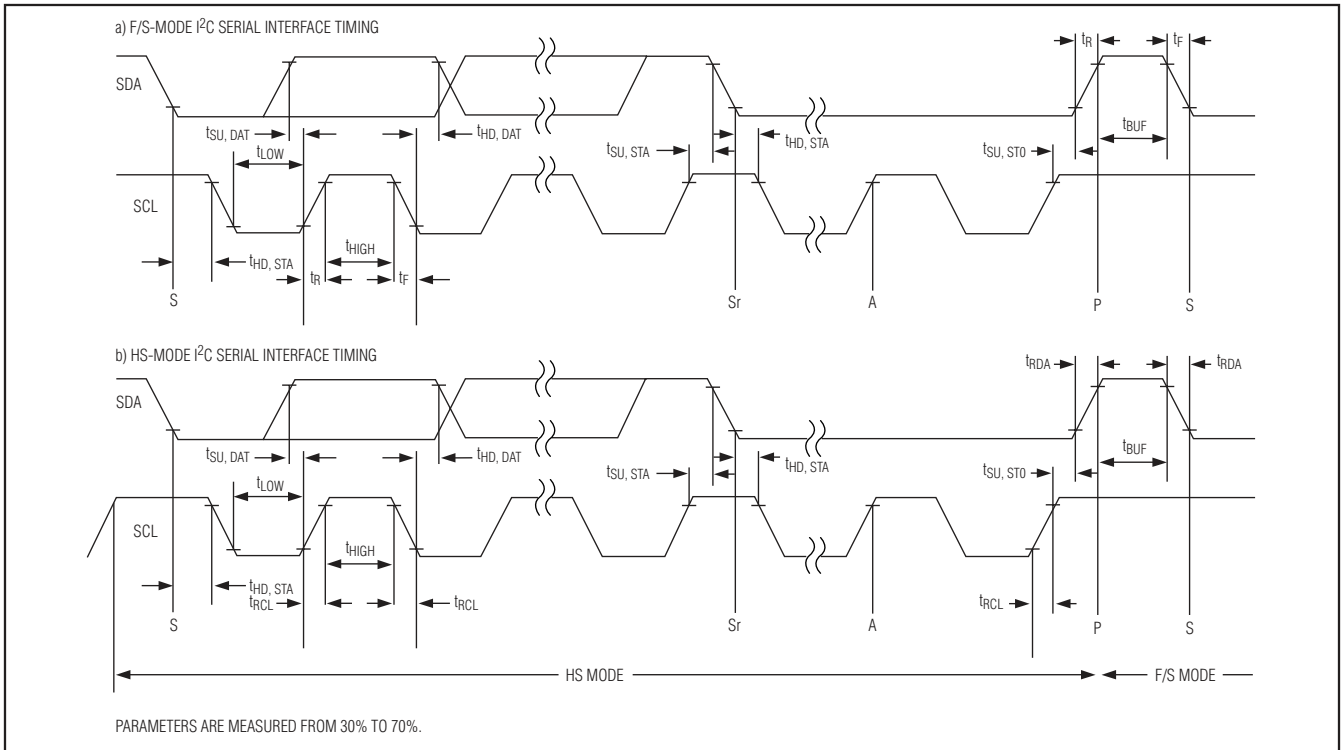 a) F/S-MODE I²C SERIAL INTERFACE TIMING
tR
tF
SDA
tSU, DAT
tHD, DAT
tBUF
tLOW
tSU, STA
tHD, STA
tSU, STO
SCL
tHIGH
tHD, STA
tR
tF
S
Sr
A
P
S
b) HS-MODE I²C SERIAL INTERFACE TIMING
tRDA
tRDA
SDA
tSU, DAT
tHD, DAT
tBUF
tLOW
tSU, STA
tHD, STA
tSU, STO
SCL
tHIGH
tHD, STA
tRCL
tRCL
tRCL
S
Sr
A
P
S
HS MODE
F/S MODE
PARAMETERS ARE MEASURED FROM 30% TO 70%.